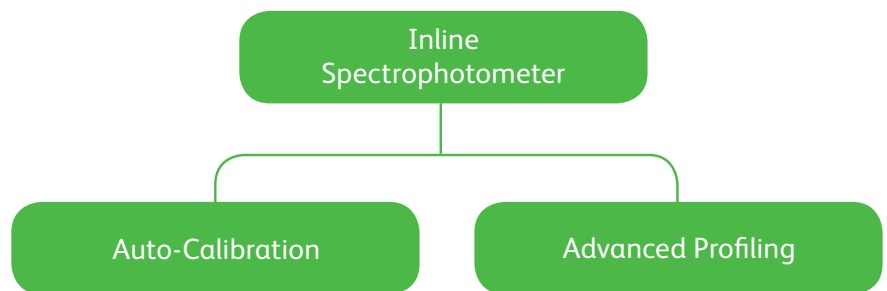 Inline
Spectrophotometer
Auto-Calibration
Advanced Profiling